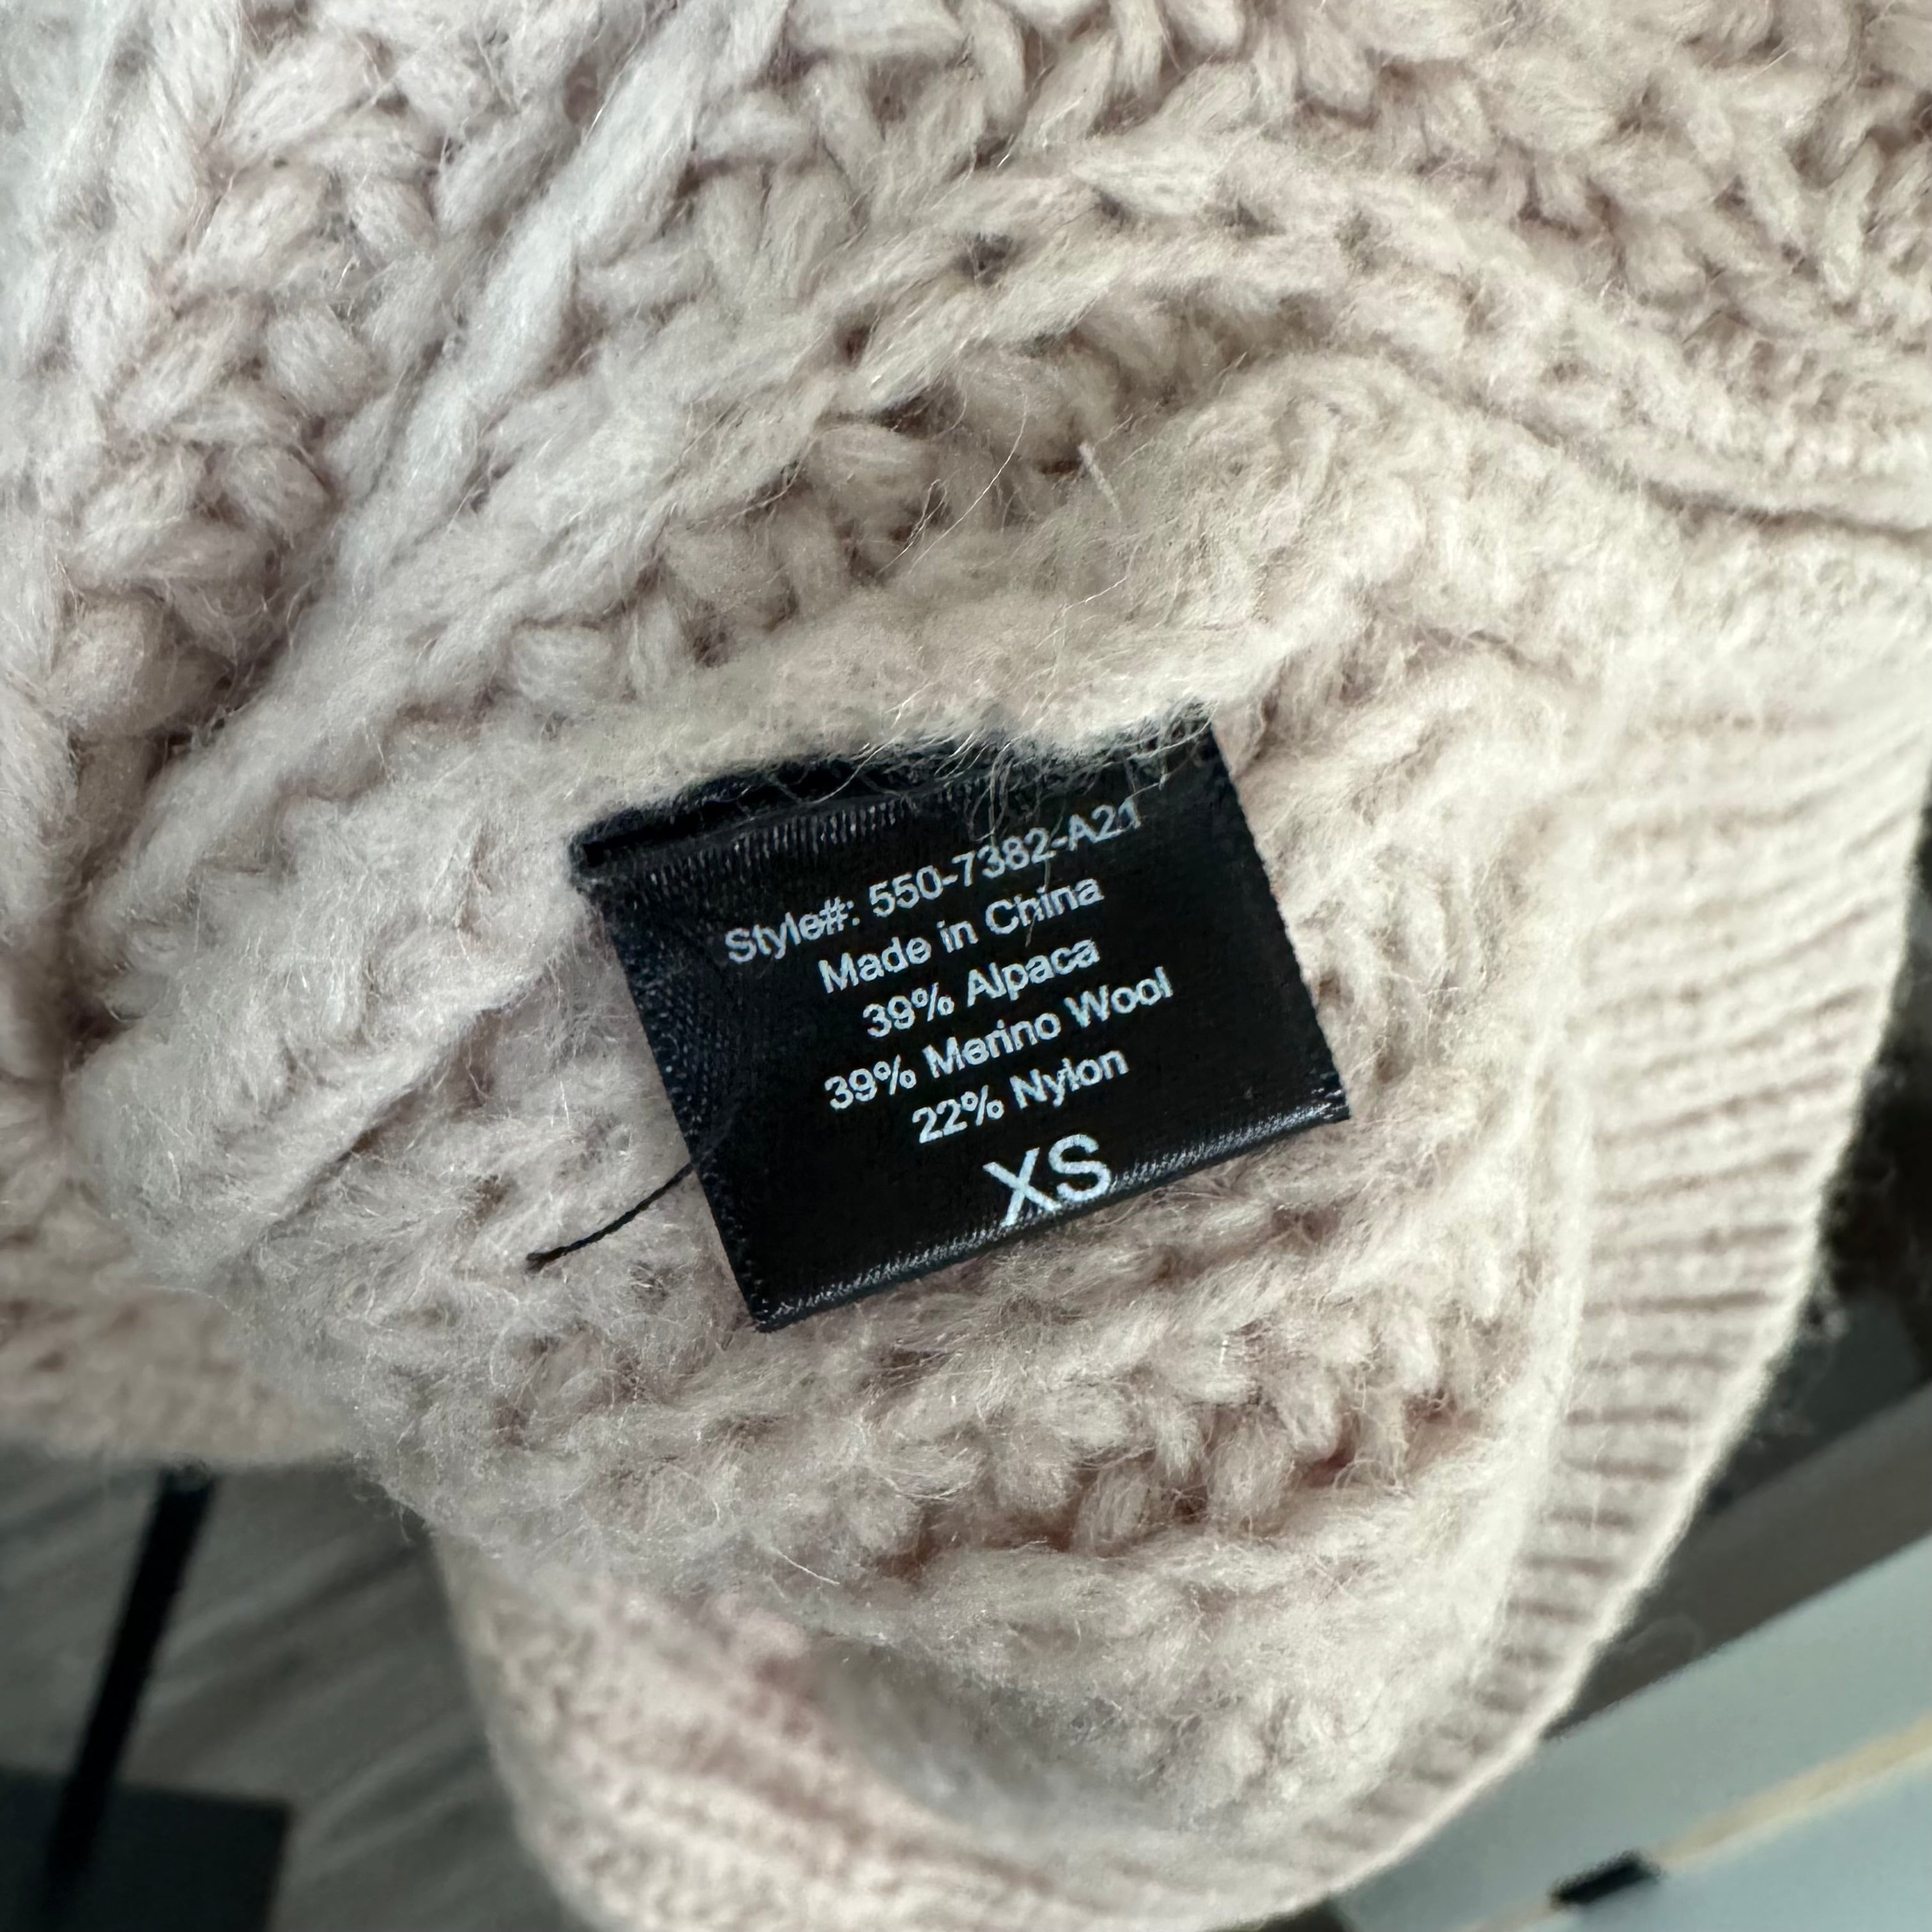 Style#: 550-7382-A21
Made in China
39% Alpaca
39% Merino Wool
22% Nylon
XS